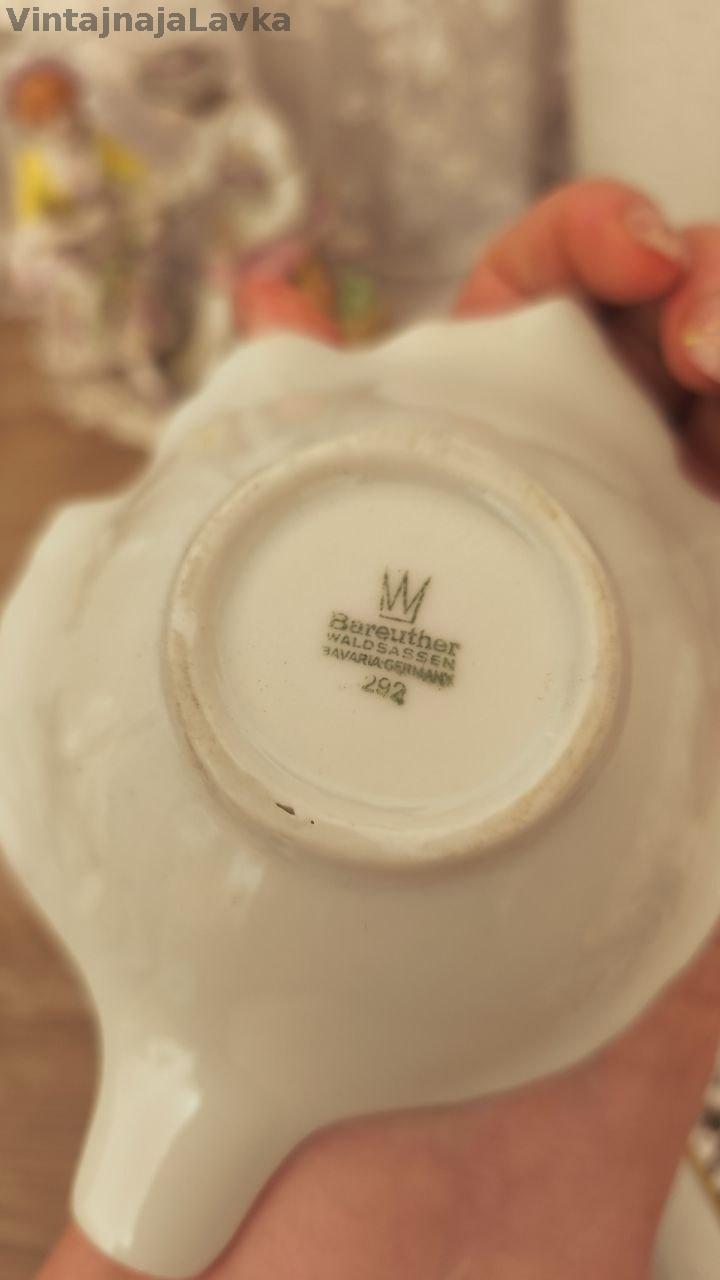 VintajnajaLavka
W
Bareuther
WALDSASSEN
BAVARIA·GERMANY
292